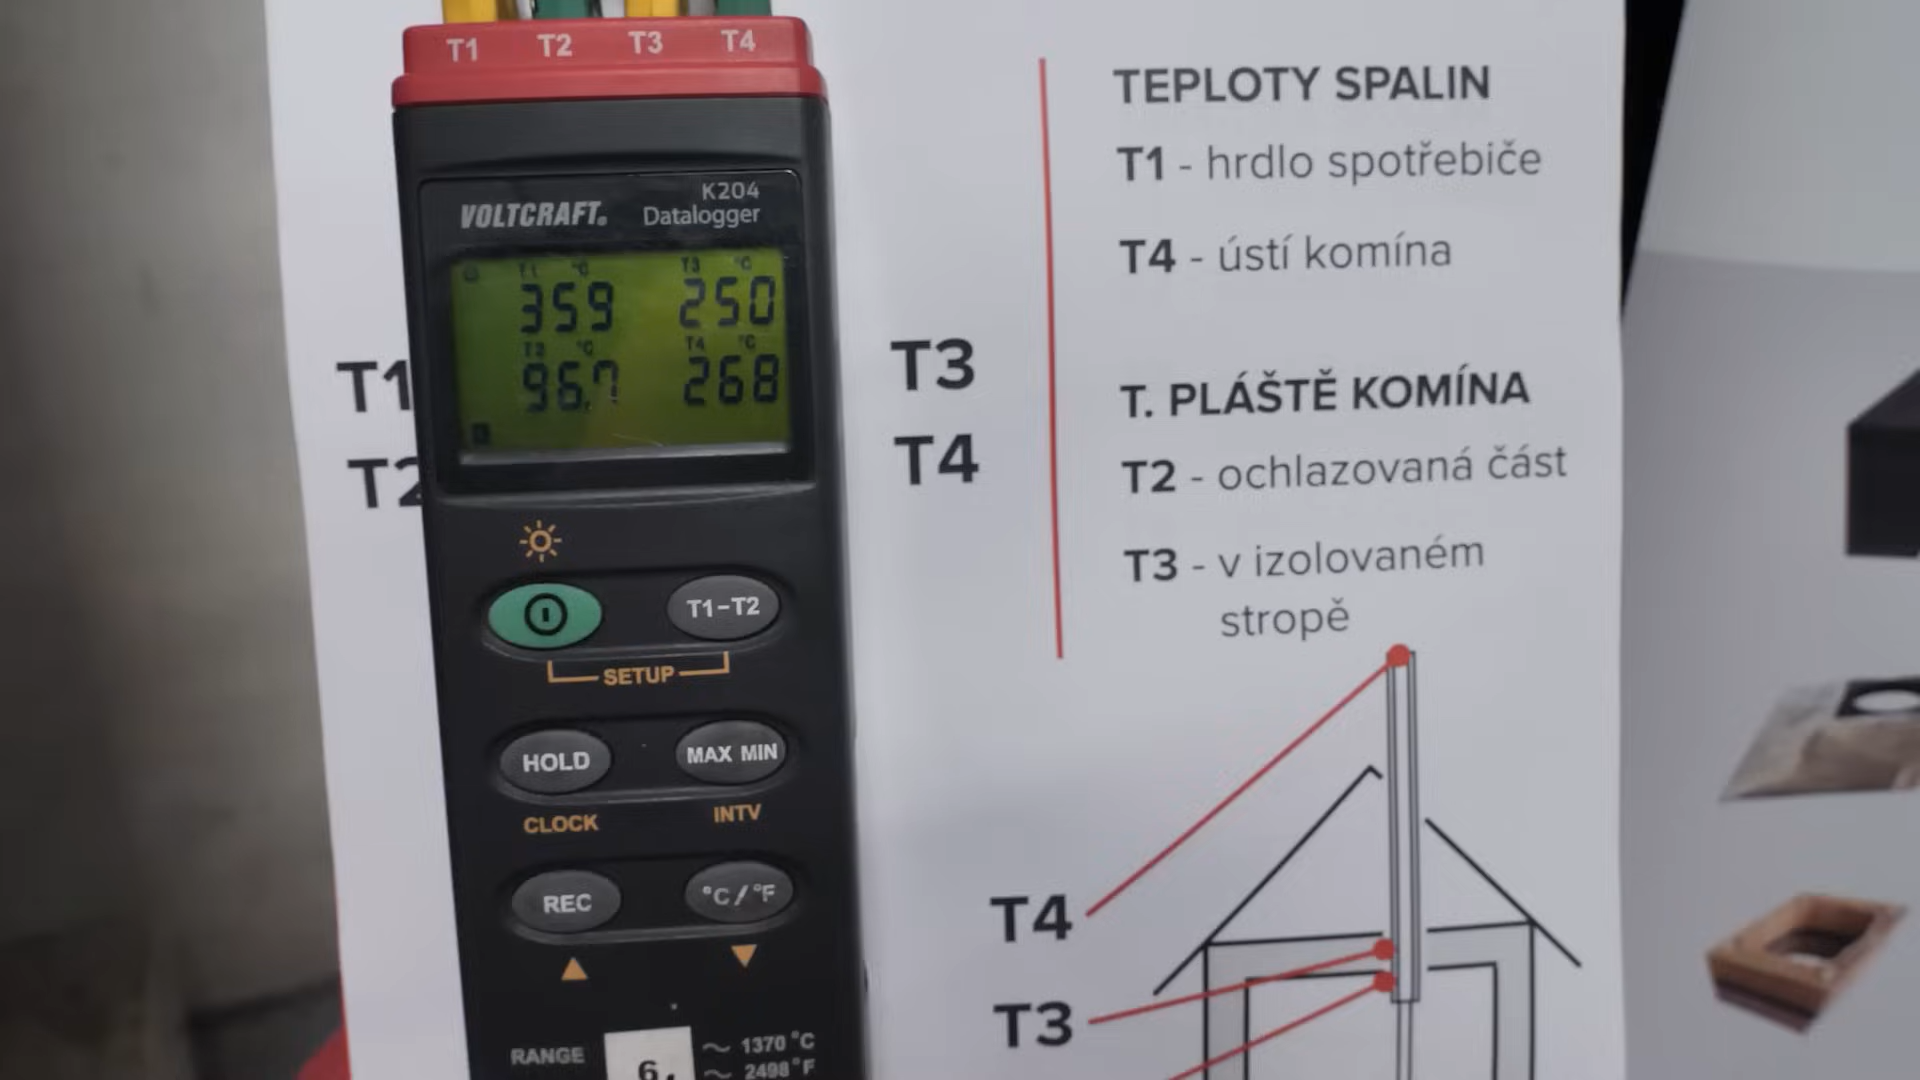 T1 T2 T3 T4
K204
VOLTCRAFT® Datalogger
T1 °C T3 °C
359 250
T2 °C T4 °C
96.7 268
T1 T3
T2 T4
T1-T2
SETUP
HOLD MAX MIN
CLOCK INTV
REC °C/°F
RANGE ~ 1370 °C
~ 2498 °F
TEPLOTY SPALIN
T1 - hrdlo spotřebiče
T4 - ústí komína
T. PLÁŠTĚ KOMÍNA
T2 - ochlazovaná část
T3 - v izolovaném
stropě
T4
T3